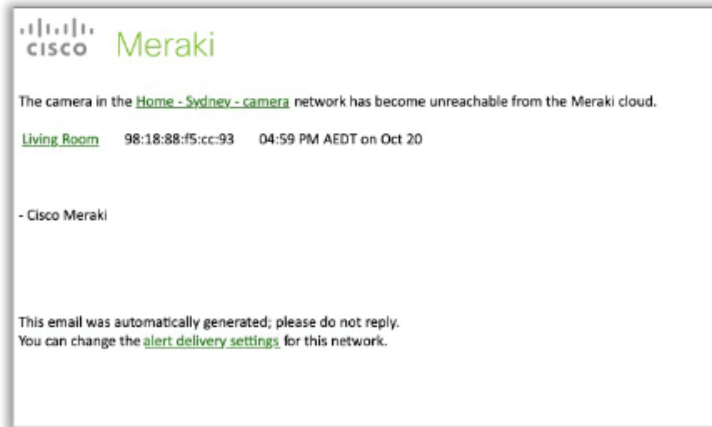 CISCO Meraki
The camera in the Home - Sydney - camera network has become unreachable from the Meraki cloud.
Living Room 98:18:88:f5:cc:93 04:59 PM AEDT on Oct 20
- Cisco Meraki
This email was automatically generated; please do not reply.
You can change the alert delivery settings for this network.